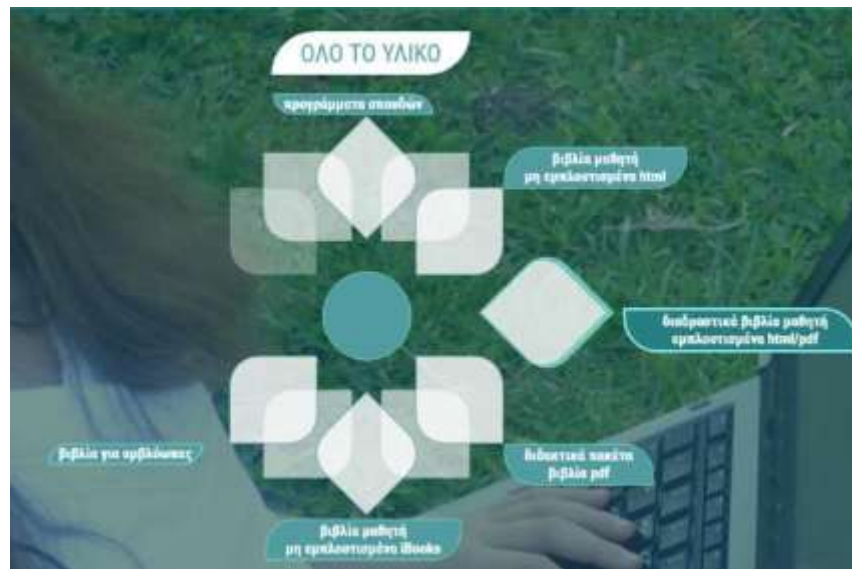 ΟΛΟ ΤΟ ΥΛΙΚΟ
προγράμματα σπουδών
βιβλία μαθητή
μη εμπλουτισμένα html
διαδραστικά βιβλία μαθητή
εμπλουτισμένα html/pdf
βιβλία για αμβλύωπες
διδακτικά πακέτα
βιβλία pdf
βιβλία μαθητή
μη εμπλουτισμένα iBooks